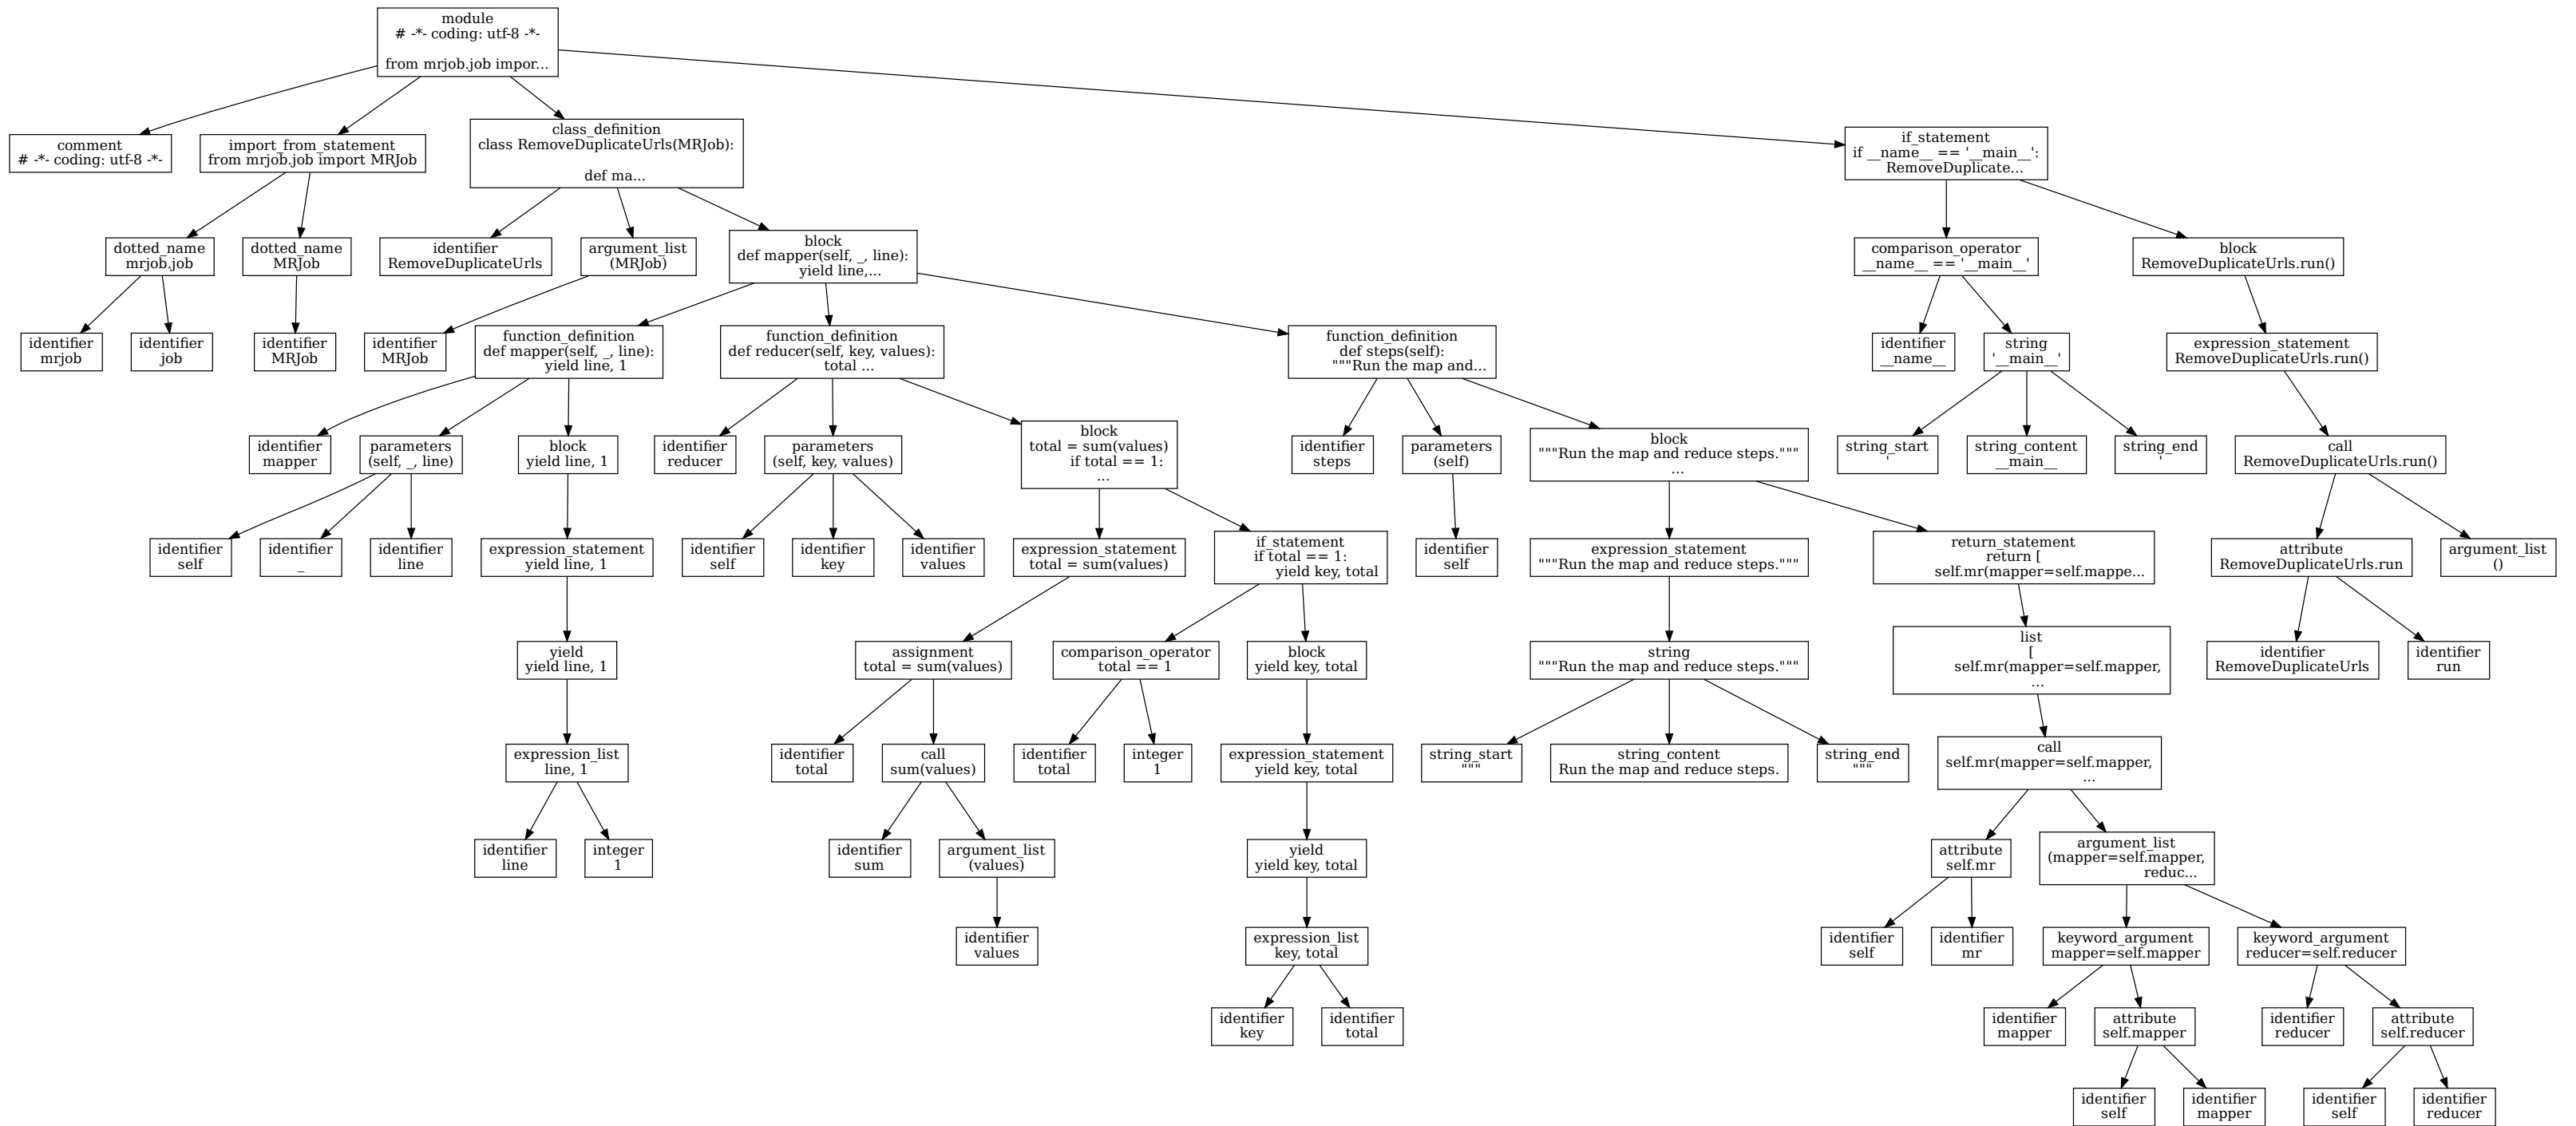 module
# -*- coding: utf-8 -*-
from mrjob.job impor...
comment
# -*- coding: utf-8 -*-
import_from_statement
from mrjob.job import MRJob
class_definition
class RemoveDuplicateUrls(MRJob):
def ma...
if_statement
if __name__ == '__main__':
RemoveDuplicate...
dotted_name
mrjob.job
dotted_name
MRJob
identifier
RemoveDuplicateUrls
argument_list
(MRJob)
block
def mapper(self, _, line):
yield line,...
comparison_operator
__name__ == '__main__'
block
RemoveDuplicateUrls.run()
identifier
mrjob
identifier
job
identifier
MRJob
identifier
MRJob
function_definition
def mapper(self, _, line):
yield line, 1
function_definition
def reducer(self, key, values):
total ...
function_definition
def steps(self):
"""Run the map and...
identifier
__name__
string
'__main__'
expression_statement
RemoveDuplicateUrls.run()
identifier
mapper
parameters
(self, _, line)
block
yield line, 1
identifier
reducer
parameters
(self, key, values)
block
total = sum(values)
if total == 1:
...
identifier
steps
parameters
(self)
block
"""Run the map and reduce steps."""
...
string_start
'
string_content
__main__
string_end
'
call
RemoveDuplicateUrls.run()
identifier
self
identifier
_
identifier
line
expression_statement
yield line, 1
identifier
self
identifier
key
identifier
values
expression_statement
total = sum(values)
if_statement
if total == 1:
yield key, total
identifier
self
expression_statement
"""Run the map and reduce steps."""
return_statement
return [
self.mr(mapper=self.mappe...
attribute
RemoveDuplicateUrls.run
argument_list
()
yield
yield line, 1
assignment
total = sum(values)
comparison_operator
total == 1
block
yield key, total
string
"""Run the map and reduce steps."""
list
[
self.mr(mapper=self.mapper,
...
identifier
RemoveDuplicateUrls
identifier
run
expression_list
line, 1
identifier
total
call
sum(values)
identifier
total
integer
1
expression_statement
yield key, total
string_start
"""
string_content
Run the map and reduce steps.
string_end
"""
call
self.mr(mapper=self.mapper,
...
identifier
line
integer
1
identifier
sum
argument_list
(values)
yield
yield key, total
attribute
self.mr
argument_list
(mapper=self.mapper,
reduc...
identifier
values
expression_list
key, total
identifier
self
identifier
mr
keyword_argument
mapper=self.mapper
keyword_argument
reducer=self.reducer
identifier
key
identifier
total
identifier
mapper
attribute
self.mapper
identifier
reducer
attribute
self.reducer
identifier
self
identifier
mapper
identifier
self
identifier
reducer